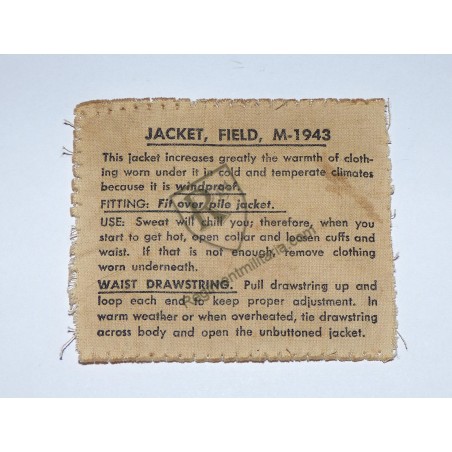 JACKET, FIELD, M-1943
This jacket increases greatly the warmth of cloth-
ing worn under it in cold and temperate climates
because it is windproof.
FITTING: Fit over pile jacket.
USE: Sweat will chill you; therefore, when you
start to get hot, open collar and loosen cuffs and
waist. If that is not enough remove clothing
worn underneath.
WAIST DRAWSTRING. Pull drawstring up and
loop each end to keep proper adjustment. In
warm weather or when overheated, tie drawstring
across body and open the unbuttoned jacket.
Regimentmilitaria.com